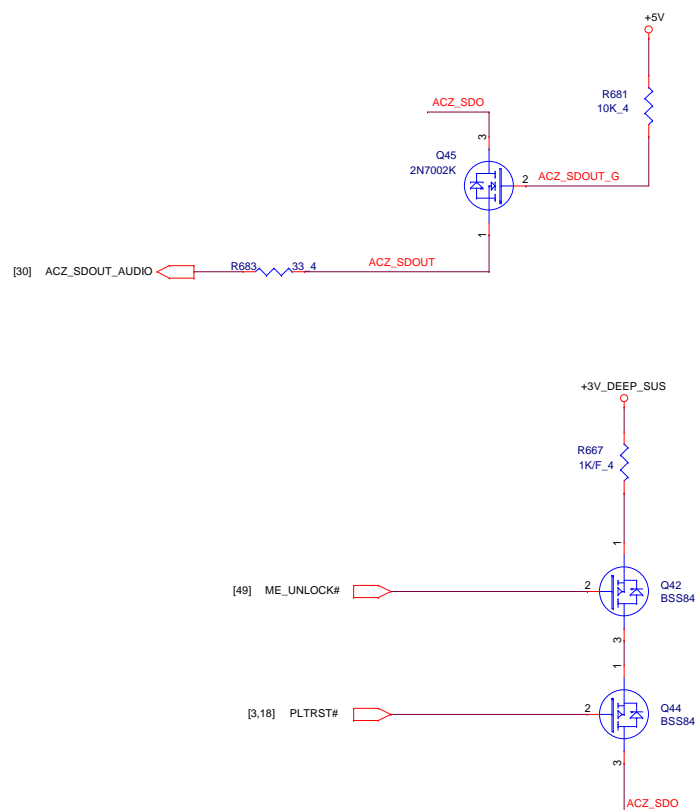 +5V
R681
10K_4
ACZ_SDO
3
Q45
2N7002K
2
ACZ_SDOUT_G
1
ACZ_SDOUT
[30] ACZ_SDOUT_AUDIO
R683 33_4
+3V_DEEP_SUS
R667
1K/F_4
1
[49] ME_UNLOCK#
2
Q42
BSS84
3
1
[3,18] PLTRST#
2
Q44
BSS84
3
ACZ_SDO